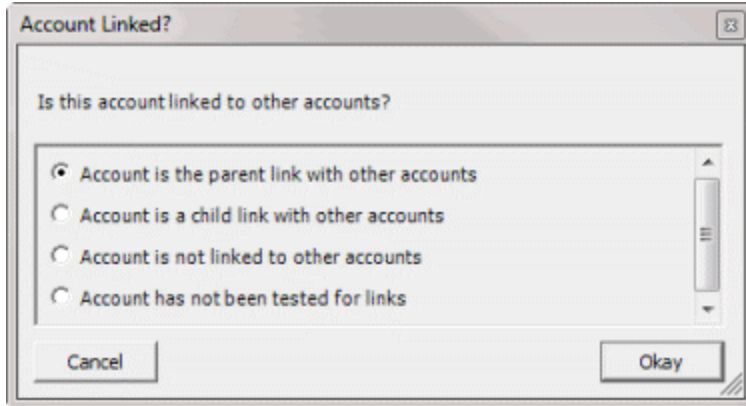 Account Linked?
Is this account linked to other accounts?
Account is the parent link with other accounts
Account is a child link with other accounts
Account is not linked to other accounts
Account has not been tested for links
Cancel Okay